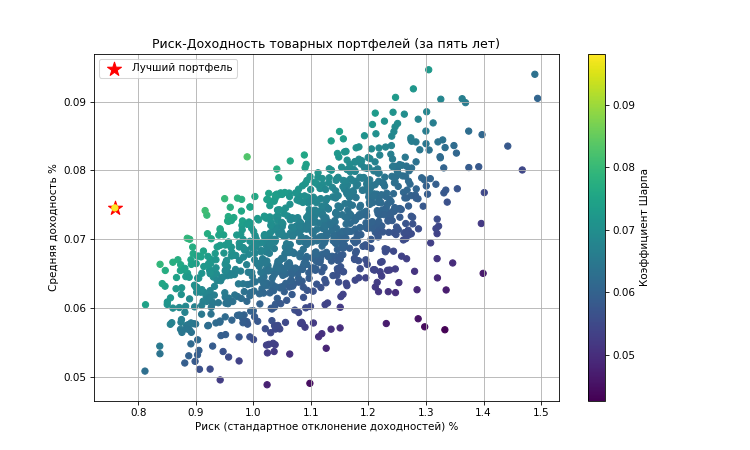 Риск-Доходность товарных портфелей (за пять лет)
Лучший портфель
Средняя доходность %
0.09
0.08
0.07
0.06
0.05
0.8 0.9 1.0 1.1 1.2 1.3 1.4 1.5
Риск (стандартное отклонение доходностей) %
0.09
0.08
0.07
0.06
0.05
Коэффициент Шарпа